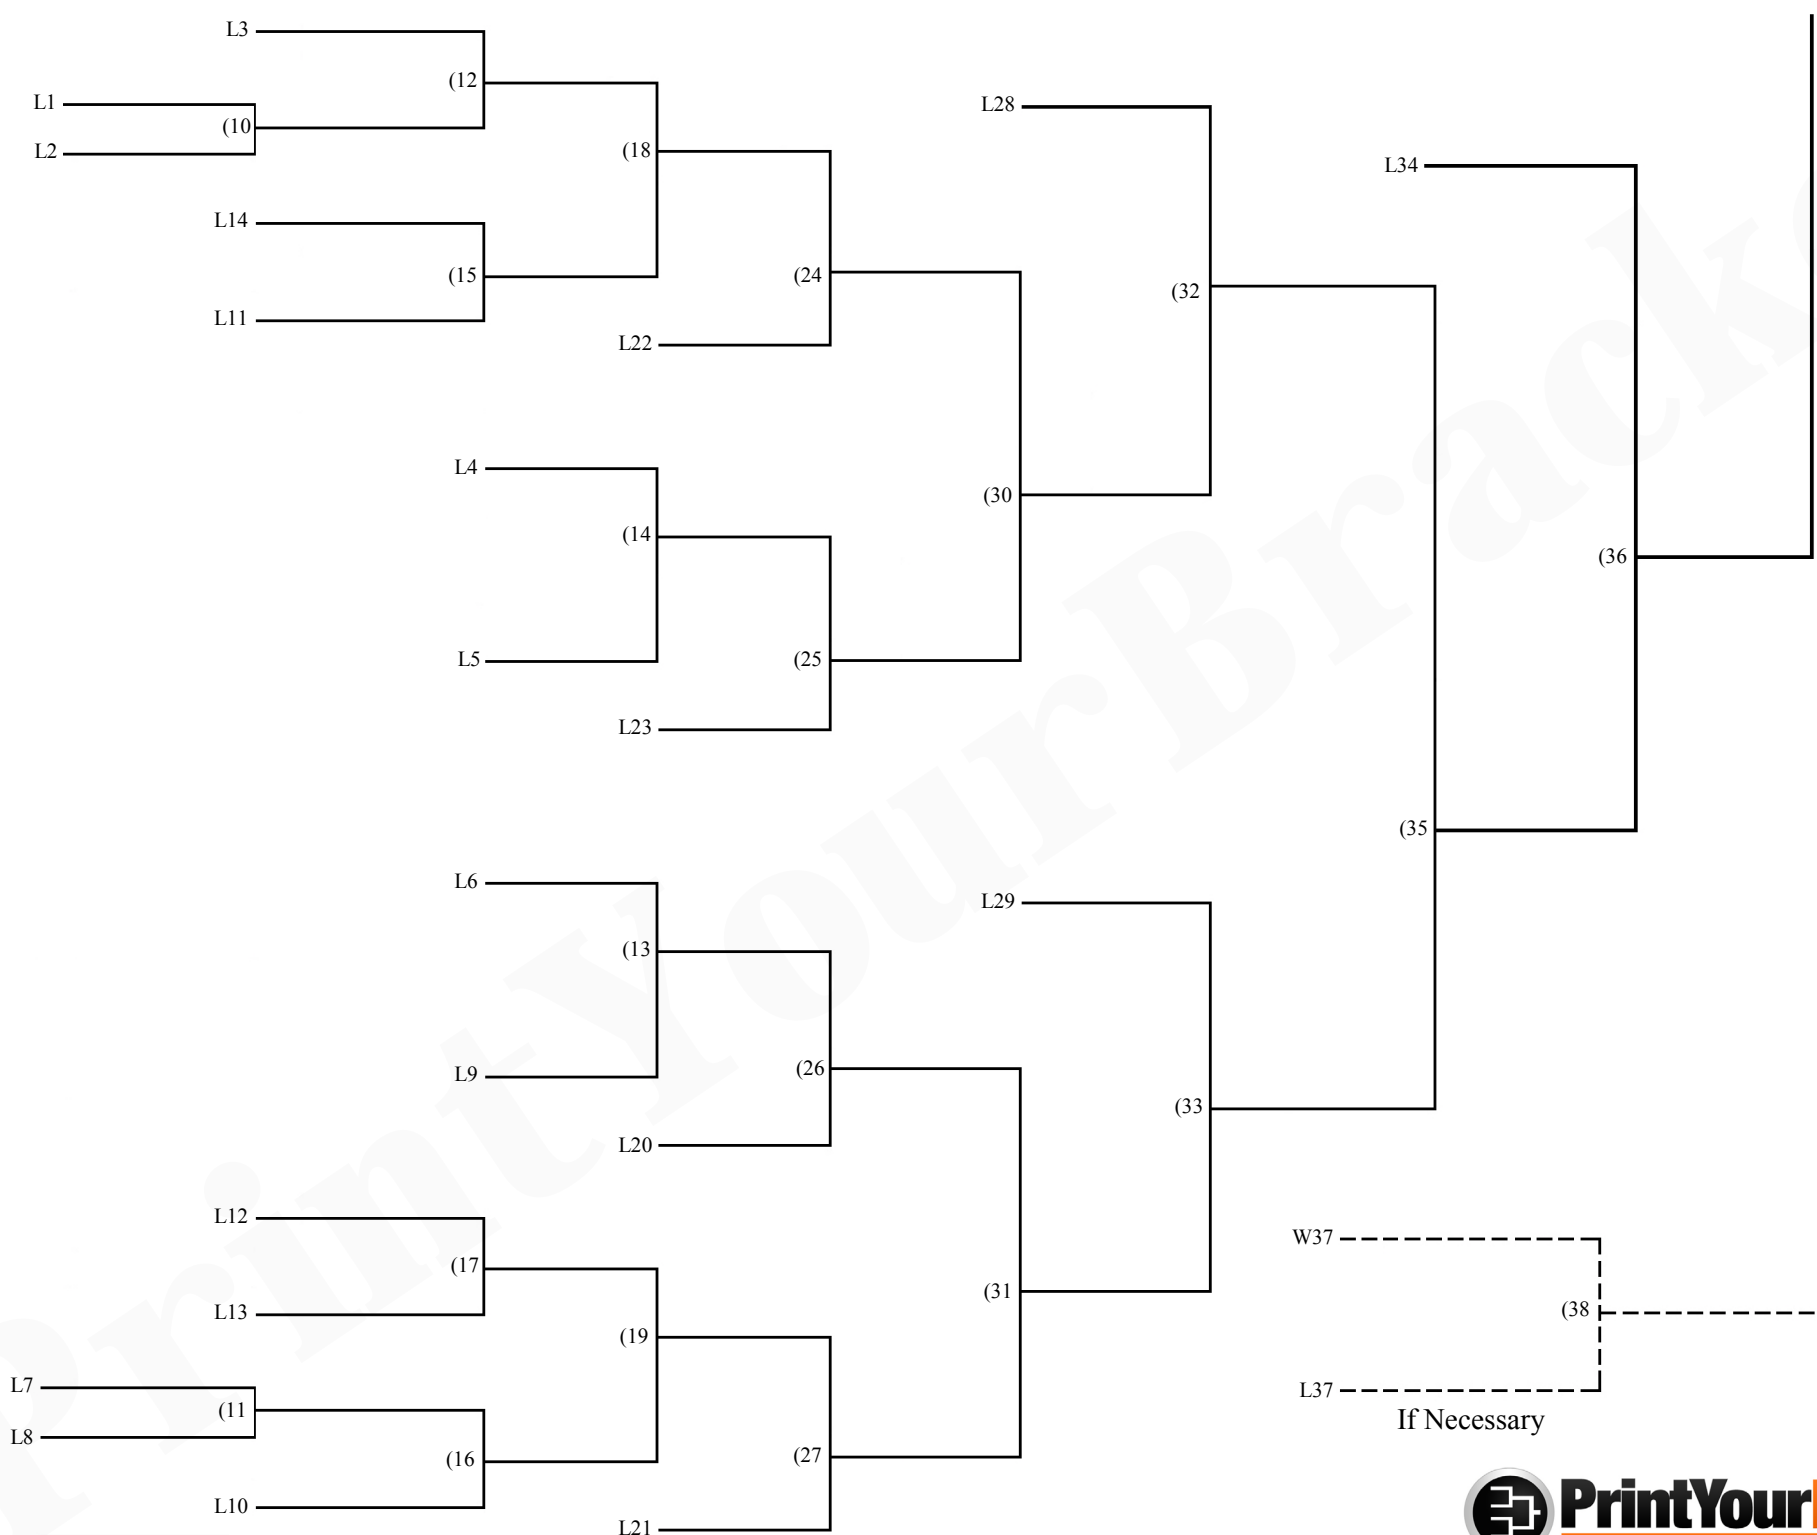 L3
(12
L1
(10
L2
L28
L34
(18
L14
(15
L11
(24
L22
(32
L4
(14
L5
(30
(25
L23
(36
(35
L6
L29
(13
L9
(26
L20
(33
L12
(17
L13
(19
(31
W37
(38
L37
If Necessary
L7
(11
L8
(16
L10
(27
L21
PrintYour
PrintYourBracke